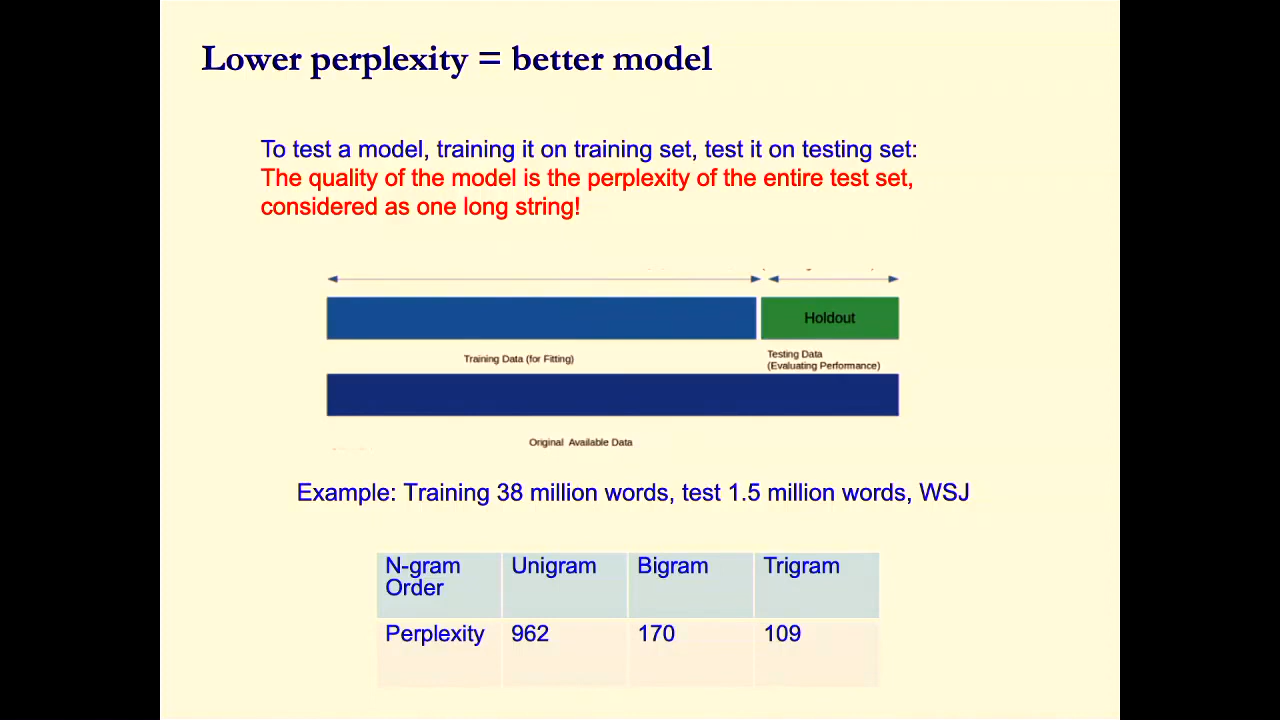 Lower perplexity = better model
To test a model, training it on training set, test it on testing set:
The quality of the model is the perplexity of the entire test set,
considered as one long string!
Holdout
Training Data (for Fitting)
Testing Data
(Evaluating Performance)
Original Available Data
Example: Training 38 million words, test 1.5 million words, WSJ
N-gram Order Unigram Bigram Trigram
Perplexity 962 170 109